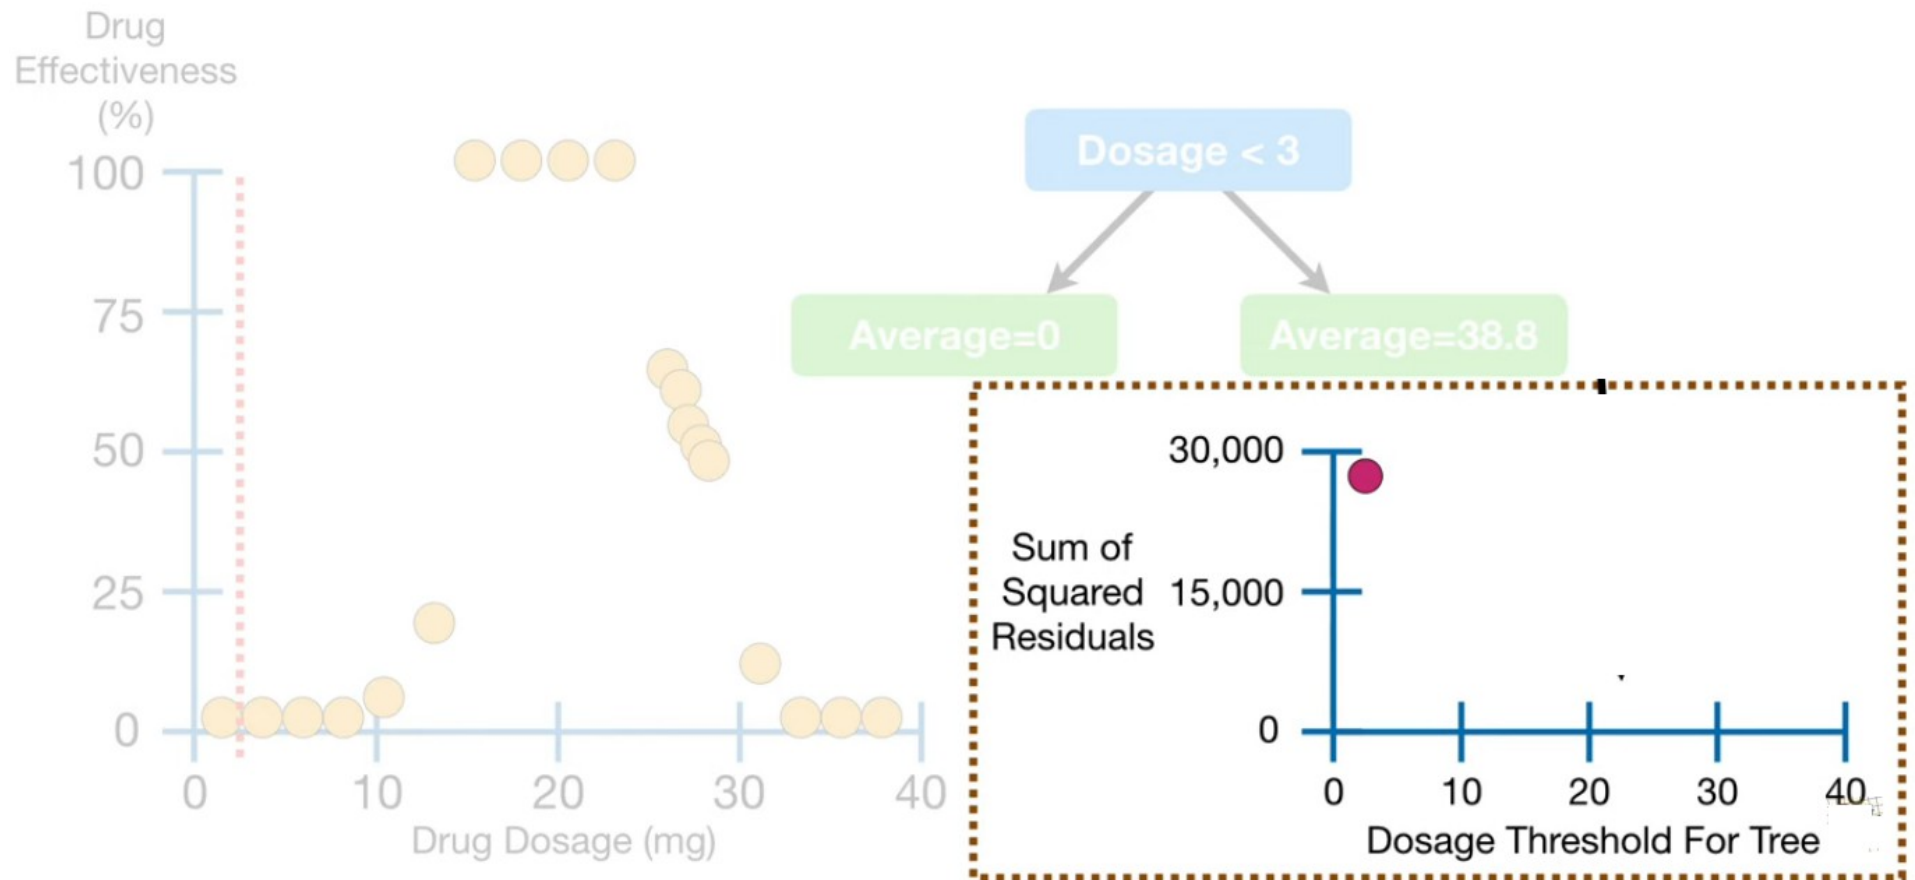 Drug
Effectiveness
(%)
100
75
50
25
0
0 10 20 30 40
Drug Dosage (mg)
Dosage < 3
Average=0 Average=38.8
30,000
Sum of
Squared
Residuals
15,000
0
0 10 20 30 40
Dosage Threshold For Tree